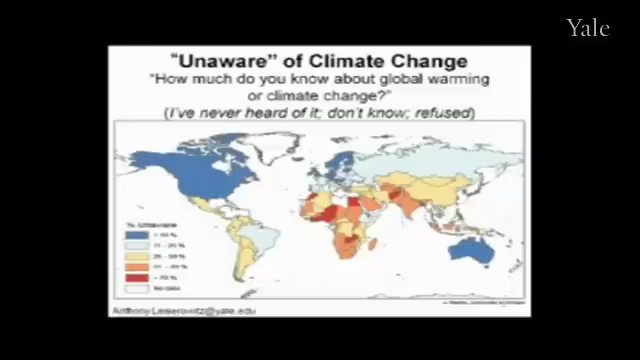 Yale
"Unaware" of Climate Change
"How much do you know about global warming
or climate change?"
(I've never heard of it; don't know; refused)
% Unaware
No data
Anthony.Leiserowitz@yale.edu